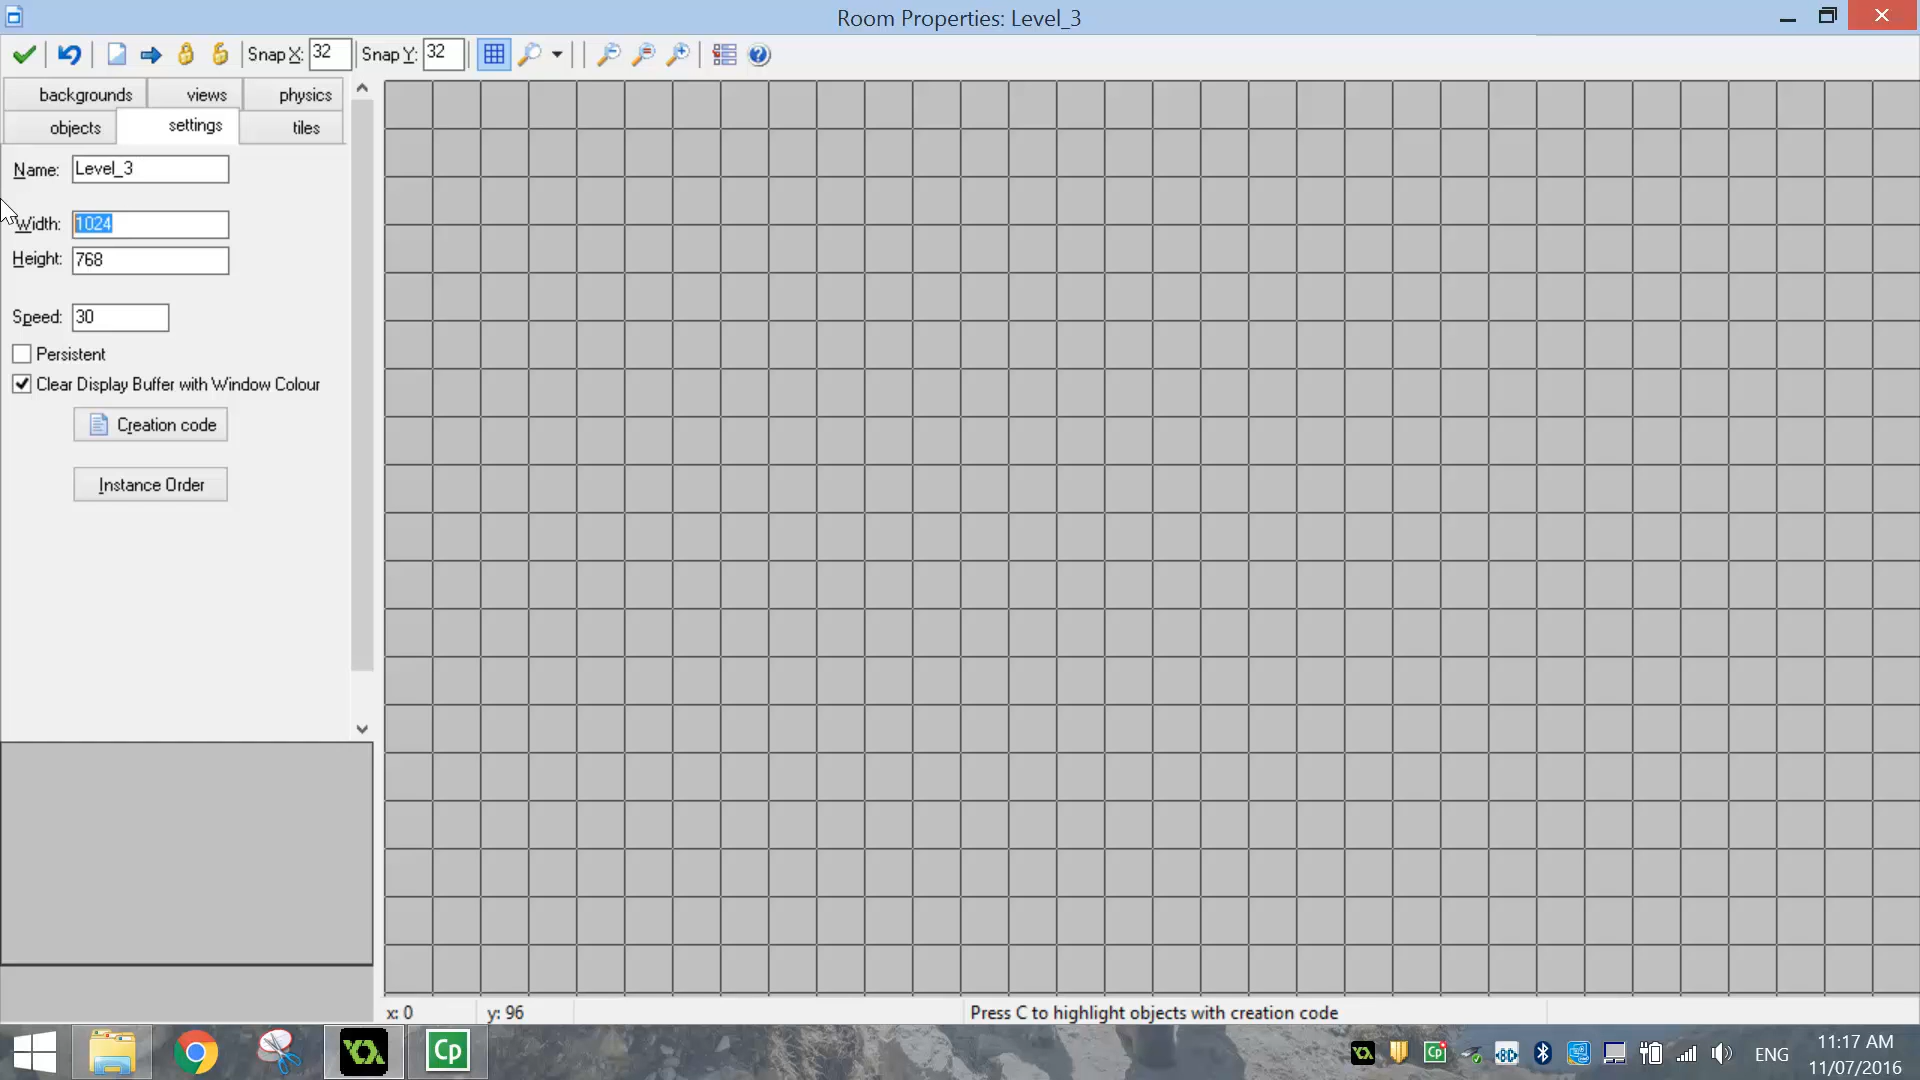 Room Properties: Level_3
Snap X: 32 Snap Y: 32
backgrounds views physics
objects settings tiles
Name: Level_3
Width: 1024
Height: 768
Speed: 30
Persistent
Clear Display Buffer with Window Colour
Creation code
Instance Order
x: 0 y: 96 Press C to highlight objects with creation code
Cp
Cp
ENG
11:17 AM
11/07/2016